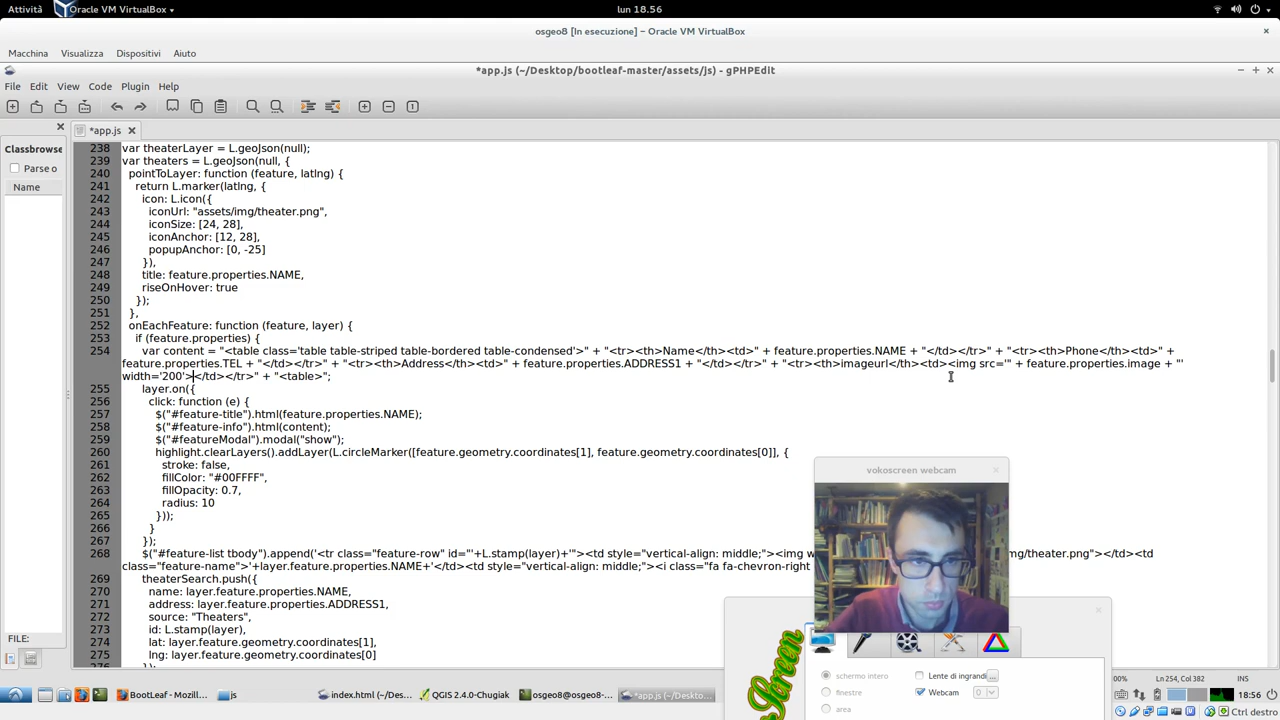 Attività
Oracle VM VirtualBox
lun 18.56
osgeo8 [In esecuzione] – Oracle VM VirtualBox
Macchina Visualizza Dispositivi Aiuto
*app.js (~/Desktop/bootleaf-master/assets/js) - gPHPEdit
File Edit View Code Plugin Help
*app.js
Classbrowse
Parse o
Name
FILE:
238 var theaterLayer = L.geoJson(null);
239 var theaters = L.geoJson(null, {
240 pointToLayer: function (feature, latlng) {
241 return L.marker(latlng, {
242 icon: L.icon({
243 iconUrl: "assets/img/theater.png",
244 iconSize: [24, 28],
245 iconAnchor: [12, 28],
246 popupAnchor: [0, -25]
247 }),
248 title: feature.properties.NAME,
249 riseOnHover: true
250 });
251 },
252 onEachFeature: function (feature, layer) {
253 if (feature.properties) {
254 var content = "<table class='table table-striped table-bordered table-condensed'>" + "<tr><th>Name</th><td>" + feature.properties.NAME + "</td></tr>" + "<tr><th>Phone</th><td>" +
feature.properties.TEL + "</td></tr>" + "<tr><th>Address</th><td>" + feature.properties.ADDRESS1 + "</td></tr>" + "<tr><th>imageurl</th><td><img src='" + feature.properties.image + "'
width='200'></td></tr>" + "<table>";
255 layer.on({
256 click: function (e) {
257 $("#feature-title").html(feature.properties.NAME);
258 $("#feature-info").html(content);
259 $("#featureModal").modal("show");
260 highlight.clearLayers().addLayer(L.circleMarker([feature.geometry.coordinates[1], feature.geometry.coordinates[0]], {
261 stroke: false,
262 fillColor: "#00FFFF",
263 fillOpacity: 0.7,
264 radius: 10
265 }));
266 }
267 });
268 $("#feature-list tbody").append('<tr class="feature-row" id="'+L.stamp(layer)+'"><td style="vertical-align: middle;"><img w mg/theater.png"></td><td
class="feature-name">'+layer.feature.properties.NAME+'</td><td style="vertical-align: middle;"><i class="fa fa-chevron-right
269 theaterSearch.push({
270 name: layer.feature.properties.NAME,
271 address: layer.feature.properties.ADDRESS1,
272 source: "Theaters",
273 id: L.stamp(layer),
274 lat: layer.feature.geometry.coordinates[1],
275 lng: layer.feature.geometry.coordinates[0]
276 });
vokoscreen webcam
schermo intero
finestre
area
Lente di ingrandi ...
Webcam
0
00%
Ln 254, Col 382
INS
BootLeaf - Mozill...
js
index.html (~/Des...
QGIS 2.4.0-Chugiak
osgeo8@osgeo8-...
*app.js (~/Deskto...
18:56
Ctrl destro